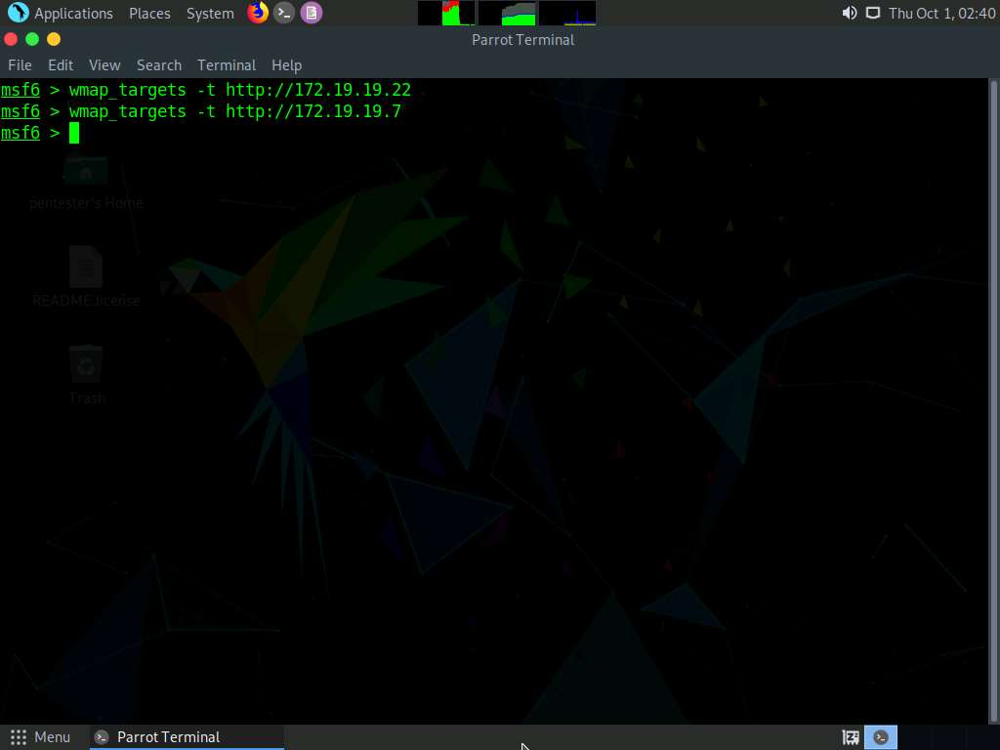 Applications Places System Thu Oct 1, 02:40
Parrot Terminal
File Edit View Search Terminal Help
msf6 > wmap_targets -t http://172.19.19.22
msf6 > wmap_targets -t http://172.19.19.7
msf6 >
pentester's Home
README.license
Trash
Menu Parrot Terminal